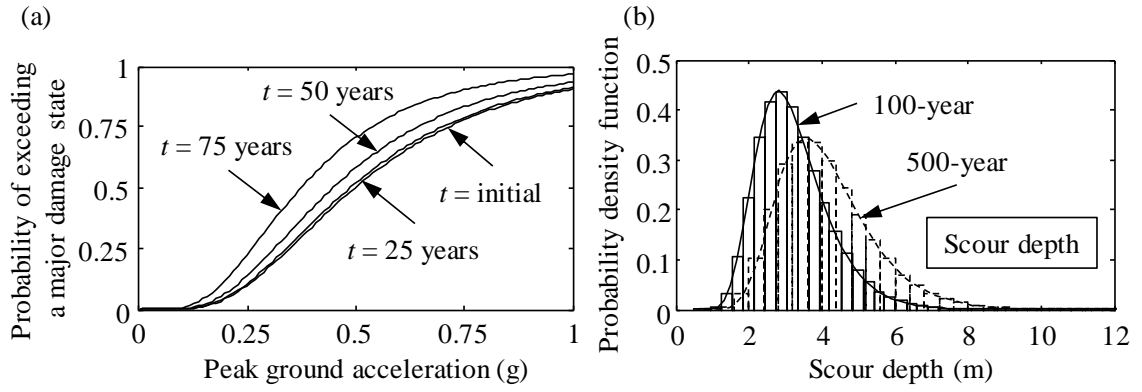 (a)
Probability of exceeding
a major damage state
1
0.75
0.5
0.25
0
t = 50 years
t = 75 years
t = initial
t = 25 years
0
0.25
0.5
0.75
1
Peak ground acceleration (g)
(b)
Probability density function
0.5
0.4
0.3
0.2
0.1
0
100-year
500-year
Scour depth
0
2
4
6
8
10
12
Scour depth (m)